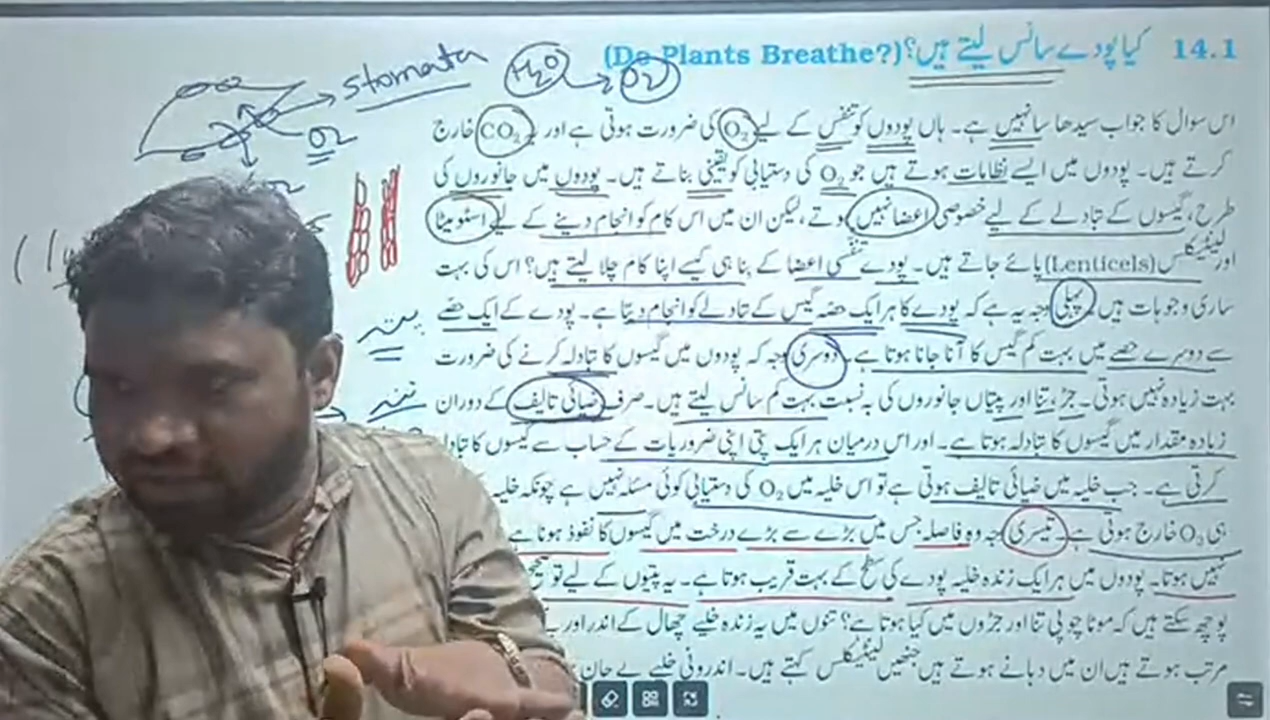 14.1 کیا پودے سانس لیتے ہیں؟ (Do Plants Breathe?)
stomata
H2O → O2
O2
اس سوال کا جواب سیدھا سا نہیں ہے۔ ہاں پودوں کو تنفس کے لیے O2 کی ضرورت ہوتی ہے اور یہ CO2 خارج
کرتے ہیں۔ پودوں میں ایسے نظامات ہوتے ہیں جو O2 کی دستیابی کو یقینی بناتے ہیں۔ پودوں میں جانوروں کی
طرح، گیسوں کے تبادلے کے لیے خصوصی اعضا نہیں ہوتے، لیکن ان میں اس کام کو انجام دینے کے لیے اسٹومیٹا
اور لینٹیکلس (Lenticels) پائے جاتے ہیں۔ پودے تنفسی اعضا کے بنا ہی کیسے اپنا کام چلا لیتے ہیں؟ اس کی بہت
ساری وجوہات ہیں پہلی وجہ یہ ہے کہ پودے کا ہر ایک حصہ گیس کے تبادلے کو انجام دیتا ہے۔ پودے کے ایک حصے
سے دوسرے حصے میں بہت کم گیس کا آنا جانا ہوتا ہے۔ دوسری وجہ کہ پودوں میں گیسوں کا تبادلہ کرنے کی ضرورت
بہت زیادہ نہیں ہوتی۔ جڑ، تنا اور پتیاں جانوروں کی بہ نسبت بہت کم سانس لیتے ہیں۔ صرف ضیائی تالیف کے دوران
زیادہ مقدار میں گیسوں کا تبادلہ ہوتا ہے۔ اور اس درمیان ہر ایک پتی اپنی ضروریات کے حساب سے گیسوں کا تبادلہ
کرتی ہے۔ جب خلیہ میں ضیائی تالیف ہوتی ہے تو اس خلیہ میں O2 کی دستیابی کوئی مسئلہ نہیں ہے چونکہ خلیہ
ہی O2 خارج ہوتی ہے۔ تیسری وجہ وہ فاصلہ جس میں بڑے سے بڑے درخت میں گیسوں کا نفوذ ہونا ہے
نہیں ہوتا۔ پودوں میں ہر ایک زندہ خلیہ پودے کی سطح کے بہت قریب ہوتا ہے۔ یہ پتیوں کے لیے تو صحیح
پوچھ سکتے ہیں کہ موٹا چوبی تنا اور جڑوں میں کیا ہوتا ہے؟ تنوں میں یہ زندہ خلیے چھال کے اندر اور
مرتب ہوتے ہیں ان میں دہانے ہوتے ہیں جنھیں لینٹیکلس کہتے ہیں۔ اندرونی خلیے بے جان